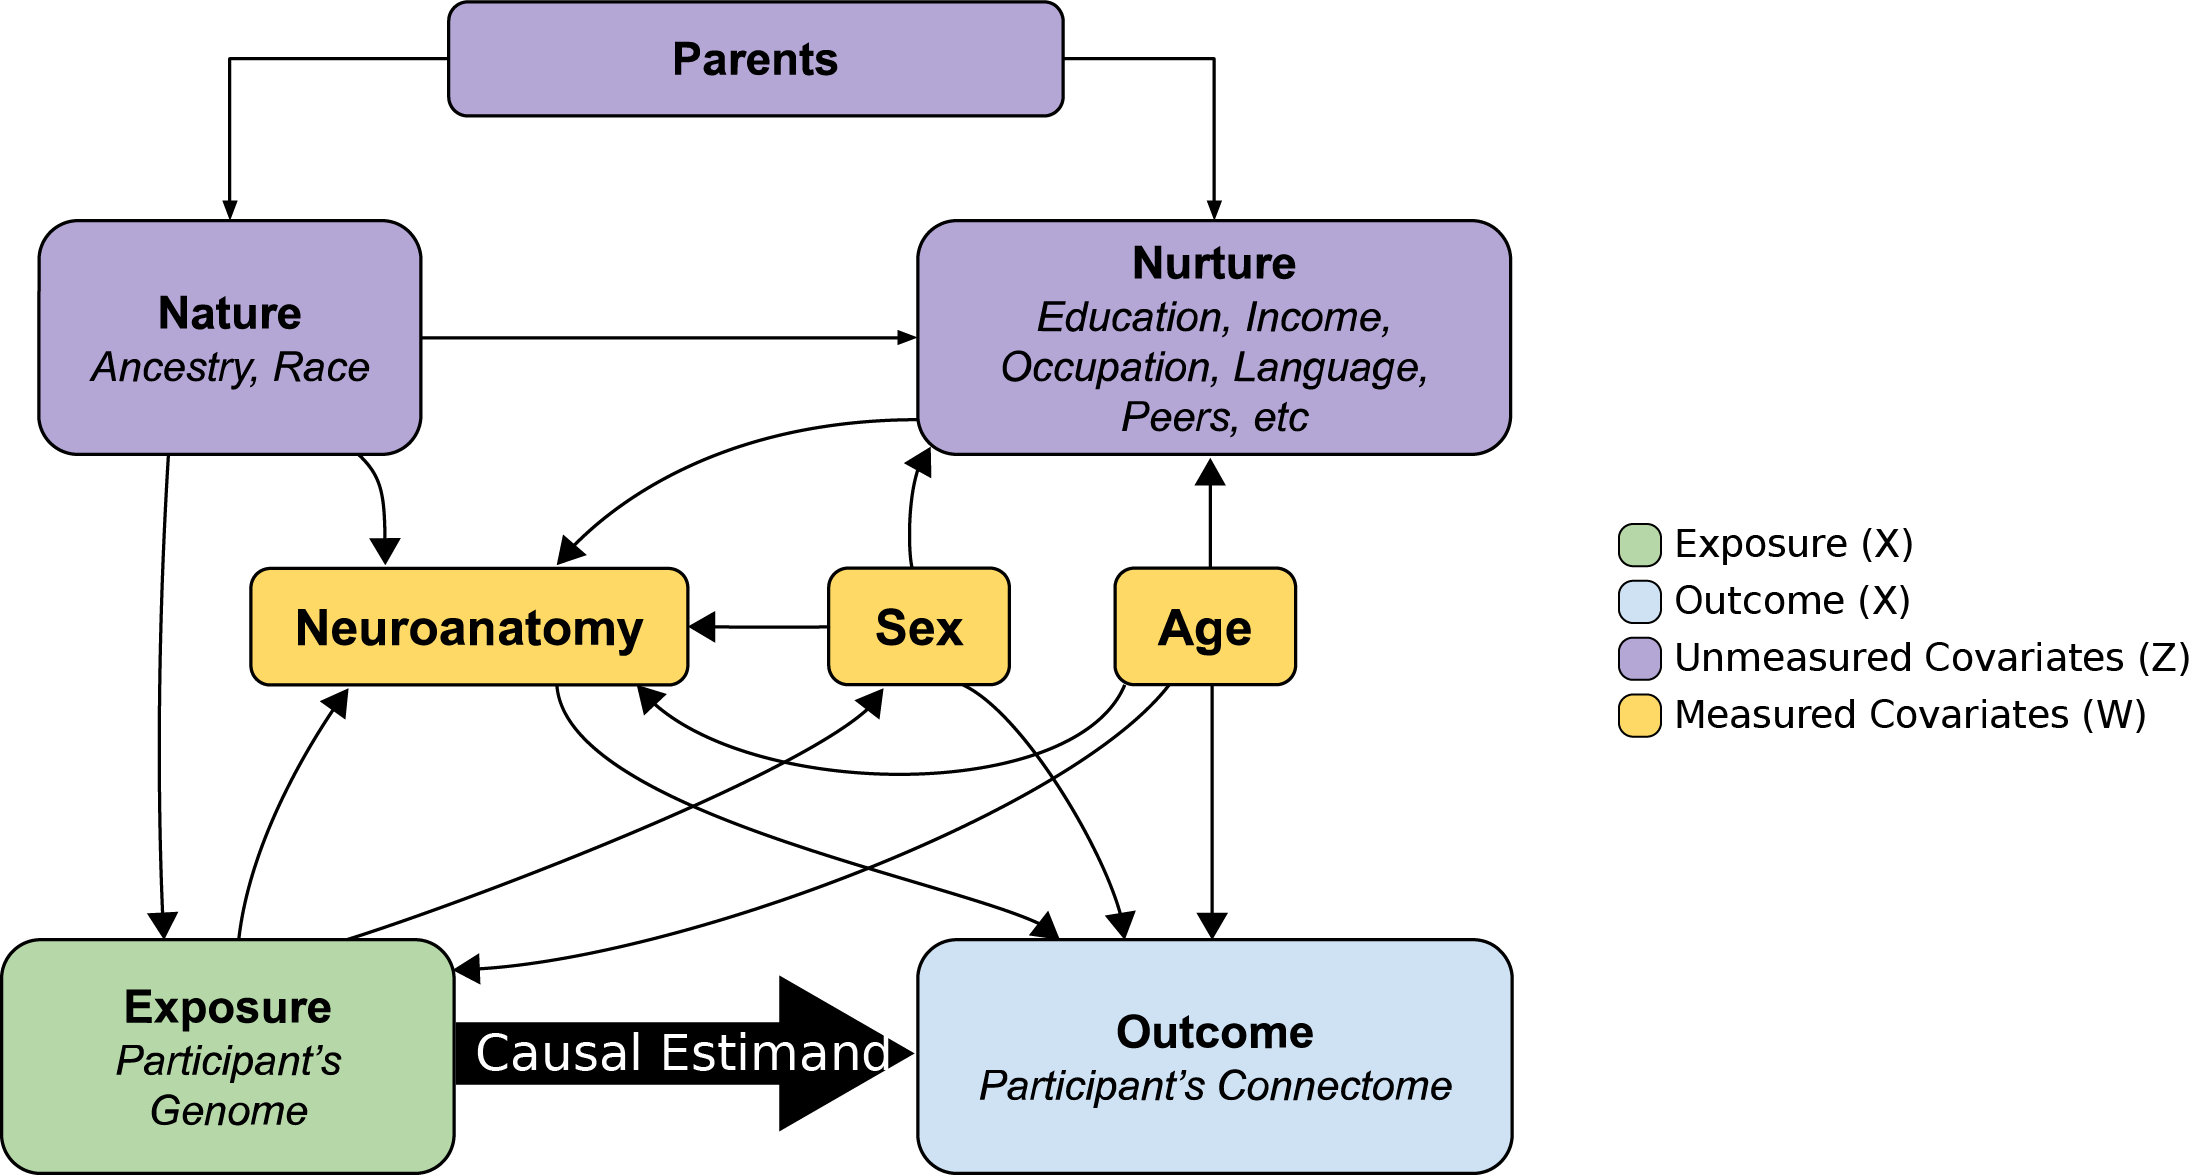 Parents
Nature
Ancestry, Race
Nurture
Education, Income,
Occupation, Language,
Peers, etc
Neuroanatomy
Sex
Age
Exposure (X)
Outcome (X)
Unmeasured Covariates (Z)
Measured Covariates (W)
Exposure
Participant’s
Genome
Causal Estimand
Outcome
Participant’s Connectome